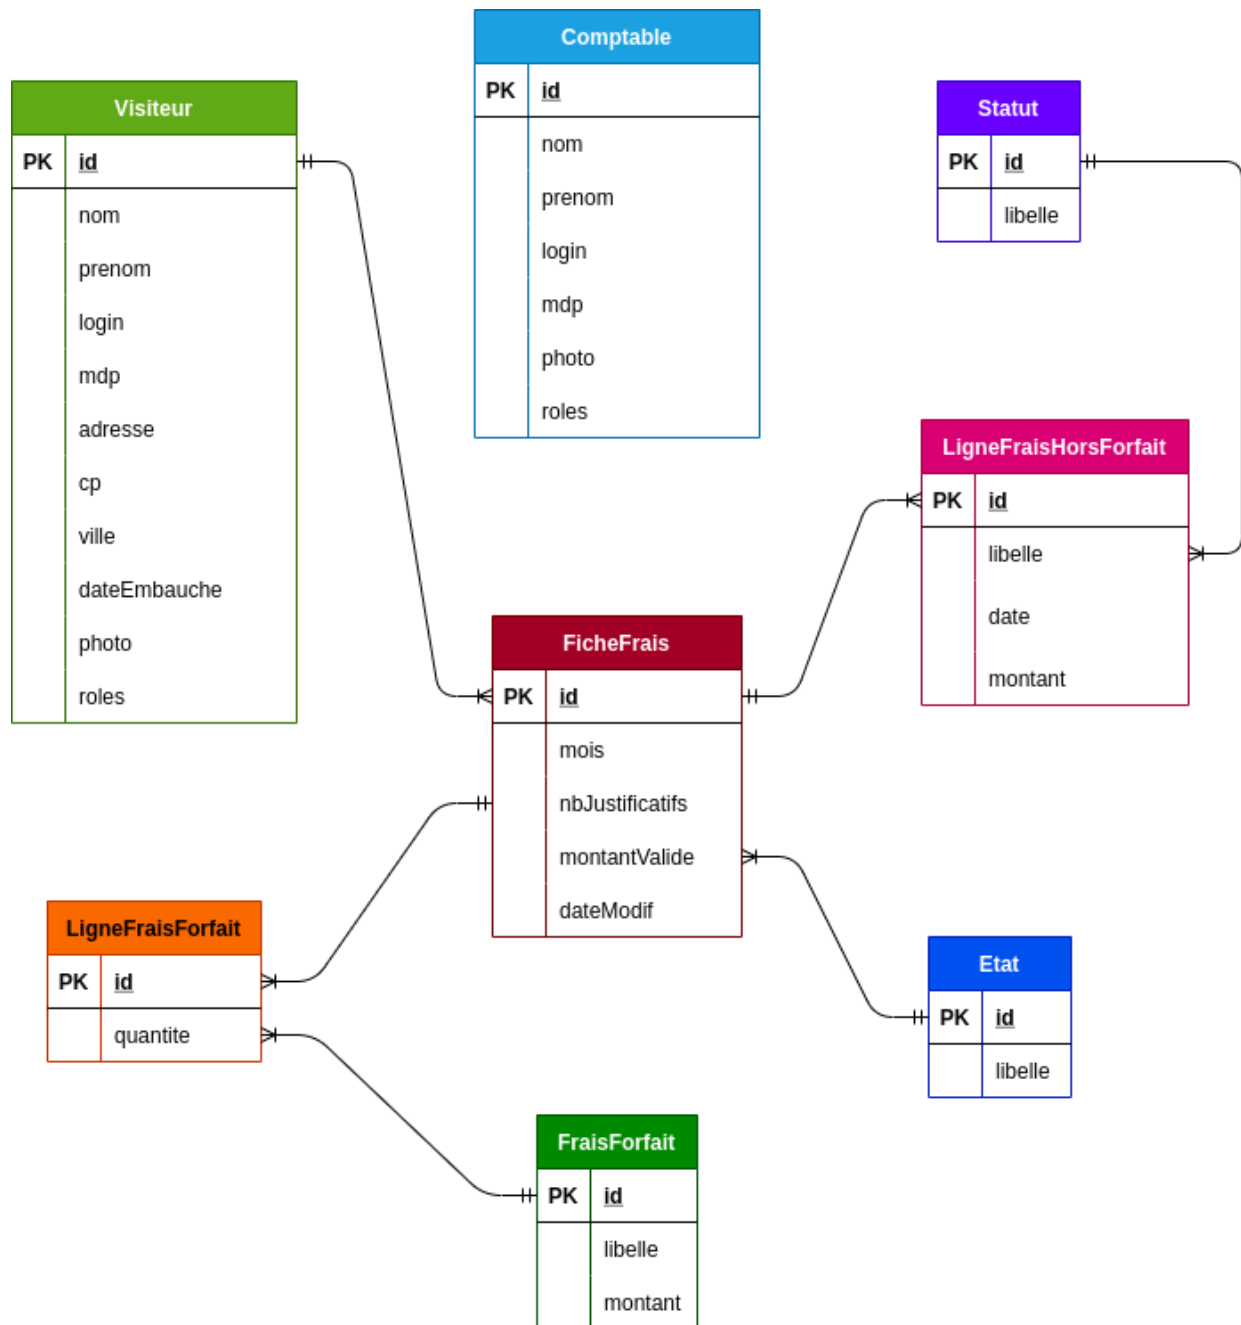 Comptable
PK id
nom
prenom
login
mdp
photo
roles
Visiteur
PK id
nom
prenom
login
mdp
adresse
cp
ville
dateEmbauche
photo
roles
Statut
PK id
libelle
LigneFraisHorsForfait
PK id
libelle
date
montant
FicheFrais
PK id
mois
nbJustificatifs
montantValide
dateModif
LigneFraisForfait
PK id
quantite
Etat
PK id
libelle
FraisForfait
PK id
libelle
montant